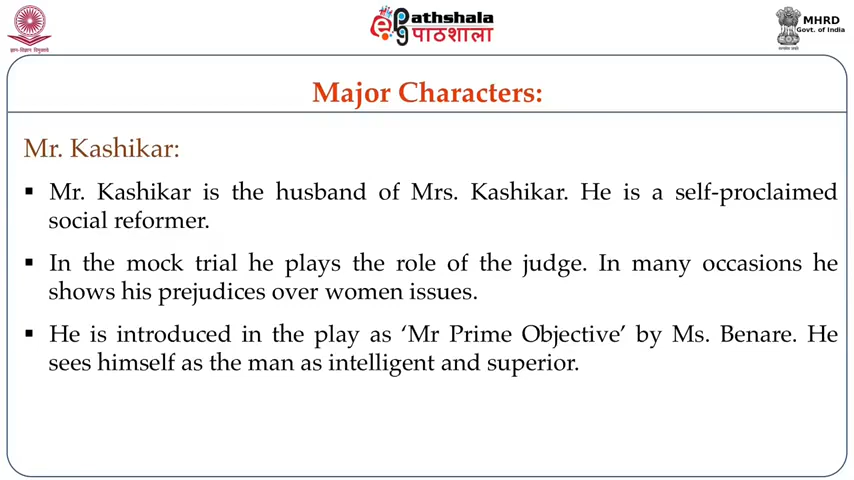 ePathshala
पाठशाला
MHRD
Govt. of India
Major Characters:
Mr. Kashikar:
▪ Mr. Kashikar is the husband of Mrs. Kashikar. He is a self-proclaimed
social reformer.
▪ In the mock trial he plays the role of the judge. In many occasions he
shows his prejudices over women issues.
▪ He is introduced in the play as ‘Mr Prime Objective’ by Ms. Benare. He
sees himself as the man as intelligent and superior.